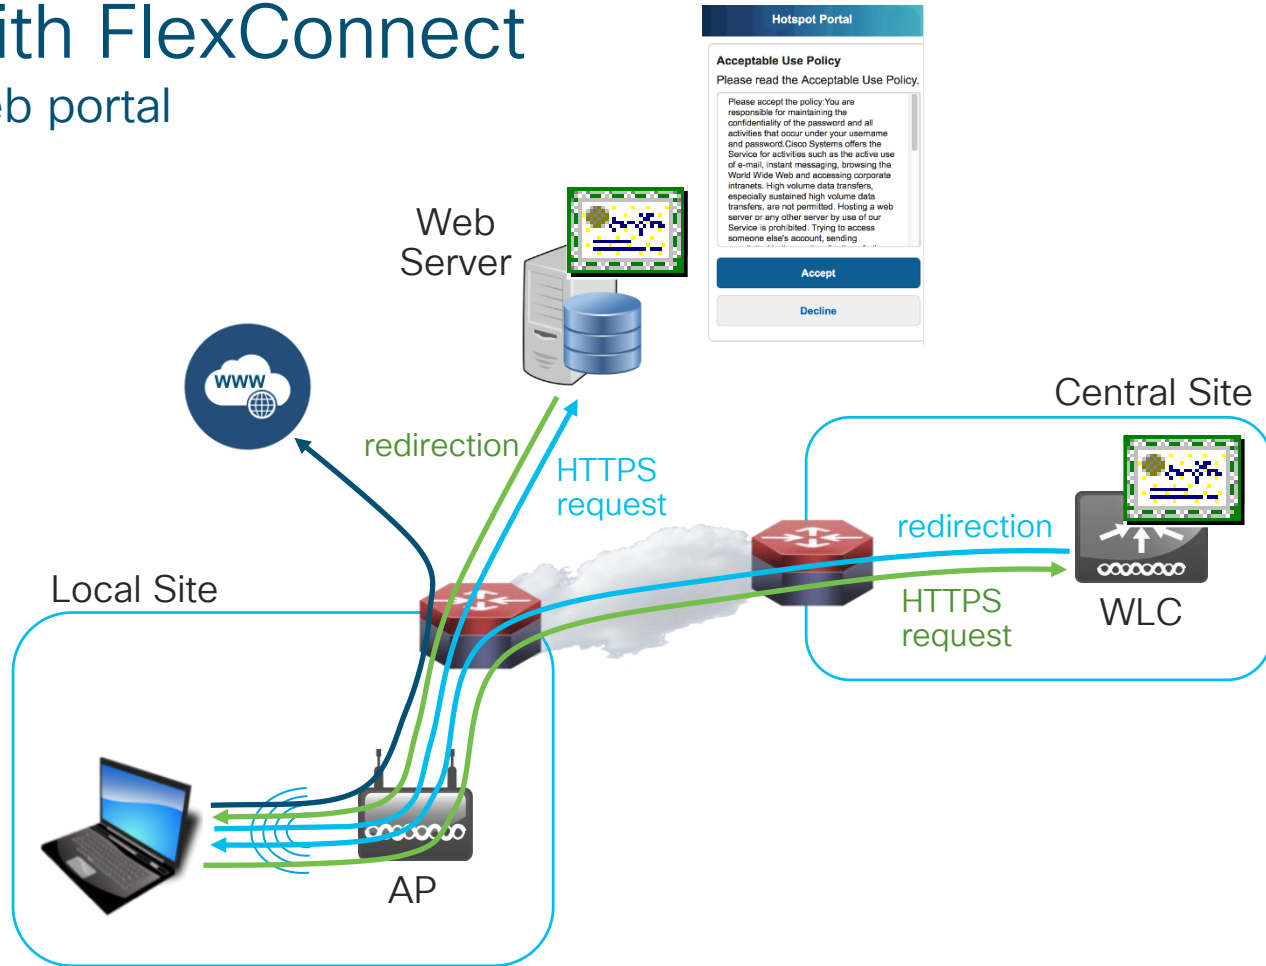 ith FlexConnect
eb portal
Hotspot Portal
Acceptable Use Policy
Please read the Acceptable Use Policy.
Please accept the policy:You are
responsible for maintaining the
confidentiality of the password and all
activities that occur under your username
and password.Cisco Systems offers the
Service for activities such as the active use
of e-mail, instant messaging, browsing the
World Wide Web and accessing corporate
intranets. High volume data transfers,
especially sustained high volume data
transfers, are not permitted. Hosting a web
server or any other server by use of our
Service is prohibited. Trying to access
someone else's account, sending
Accept
Decline
Web
Server
www
Central Site
redirection
HTTPS
request
redirection
HTTPS
request
WLC
Local Site
AP